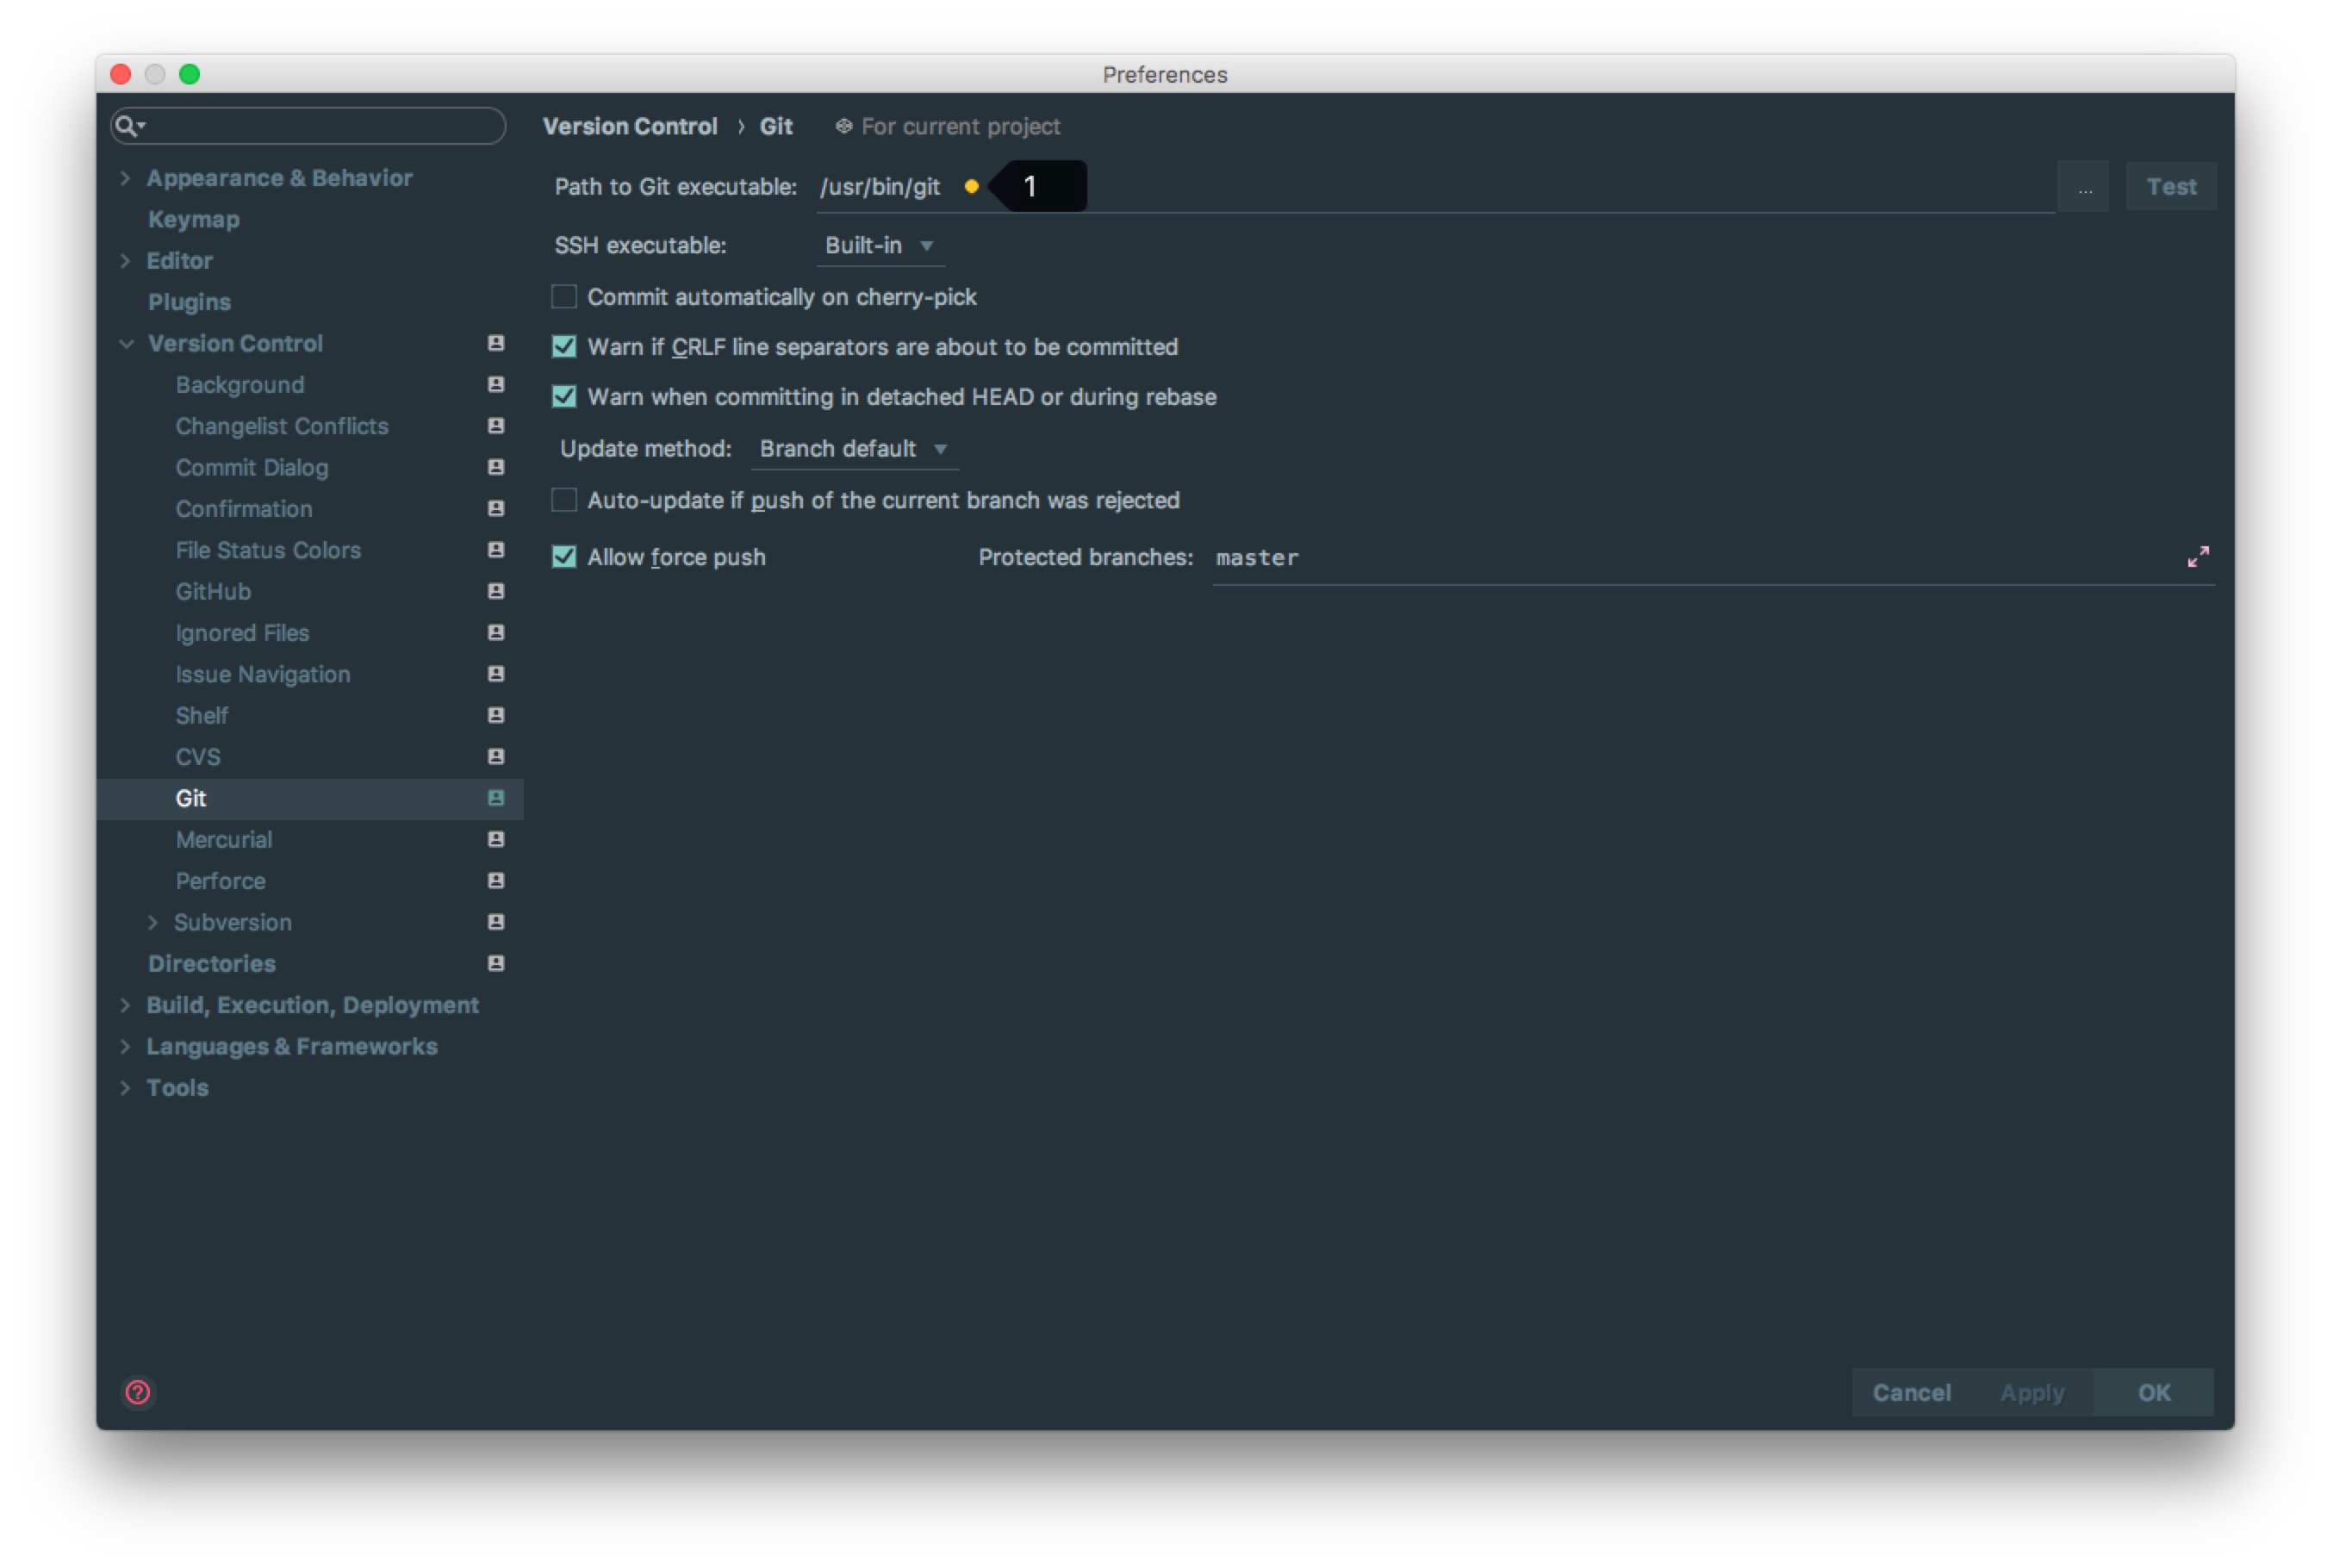 Preferences
Appearance & Behavior
Keymap
Editor
Plugins
Version Control
Background
Changelist Conflicts
Commit Dialog
Confirmation
File Status Colors
GitHub
Ignored Files
Issue Navigation
Shelf
CVS
Git
Mercurial
Perforce
Subversion
Directories
Build, Execution, Deployment
Languages & Frameworks
Tools
Version Control › Git For current project
Path to Git executable: /usr/bin/git 1 ... Test
SSH executable: Built-in
Commit automatically on cherry-pick
Warn if CRLF line separators are about to be committed
Warn when committing in detached HEAD or during rebase
Update method: Branch default
Auto-update if push of the current branch was rejected
Allow force push Protected branches: master
? Cancel Apply OK